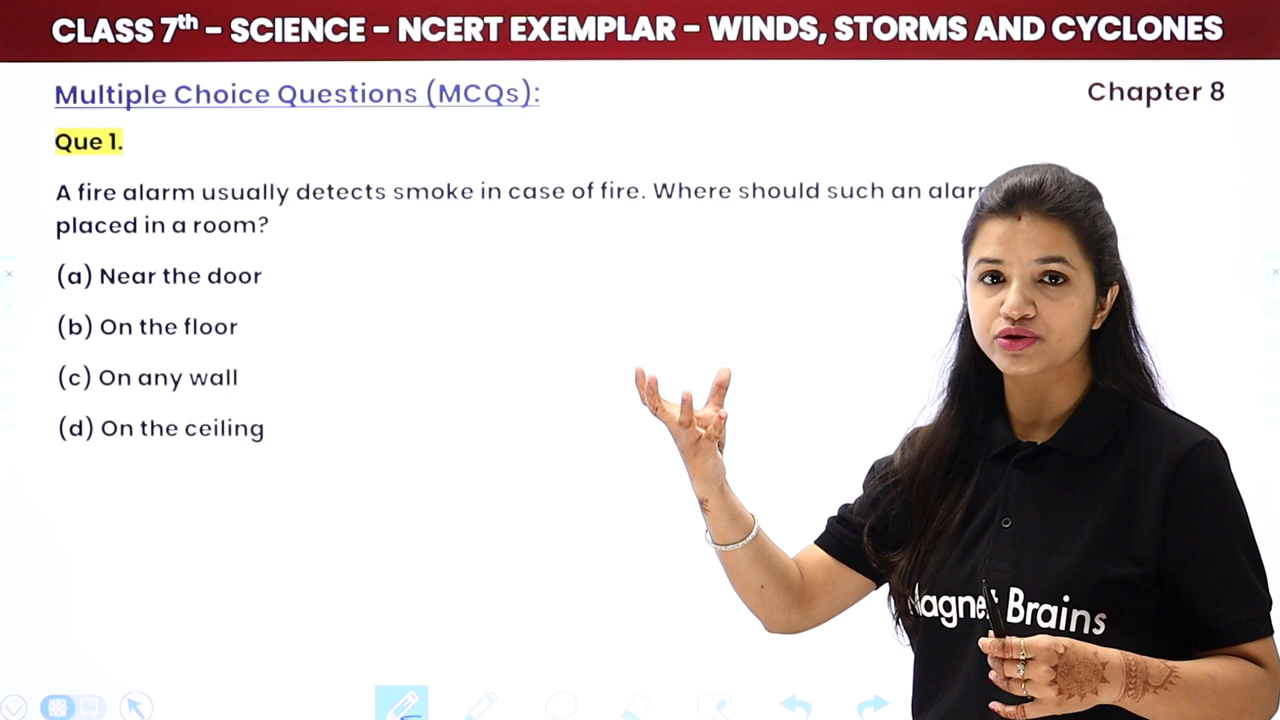 CLASS 7th - SCIENCE - NCERT EXEMPLAR - WINDS, STORMS AND CYCLONES
Multiple Choice Questions (MCQs):
Chapter 8
Que 1.
A fire alarm usually detects smoke in case of fire. Where should such an
placed in a room?
(a) Near the door
(b) On the floor
(c) On any wall
(d) On the ceiling
Brains